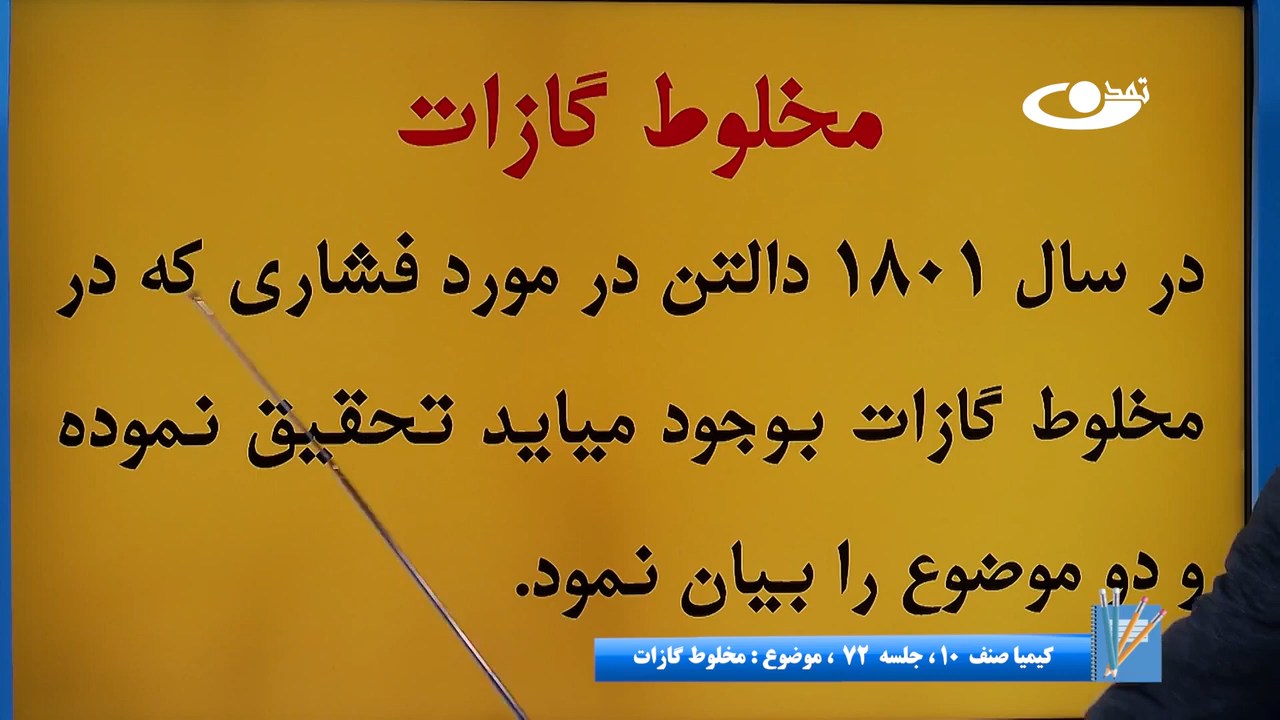 تمدن
مخلوط گازات
در سال ۱۸۰۱ دالتن در مورد فشاری که در
مخلوط گازات بوجود میاید تحقیق نموده
و دو موضوع را بیان نمود.
کیمیا صنف ۱۰، جلسه ۷۲ ، موضوع : مخلوط گازات